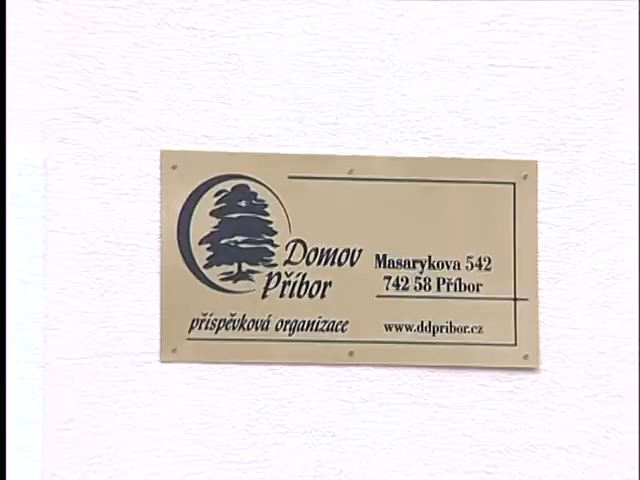 Domov
Příbor
příspěvková organizace
Masarykova 542
742 58 Příbor
www.ddpribor.cz